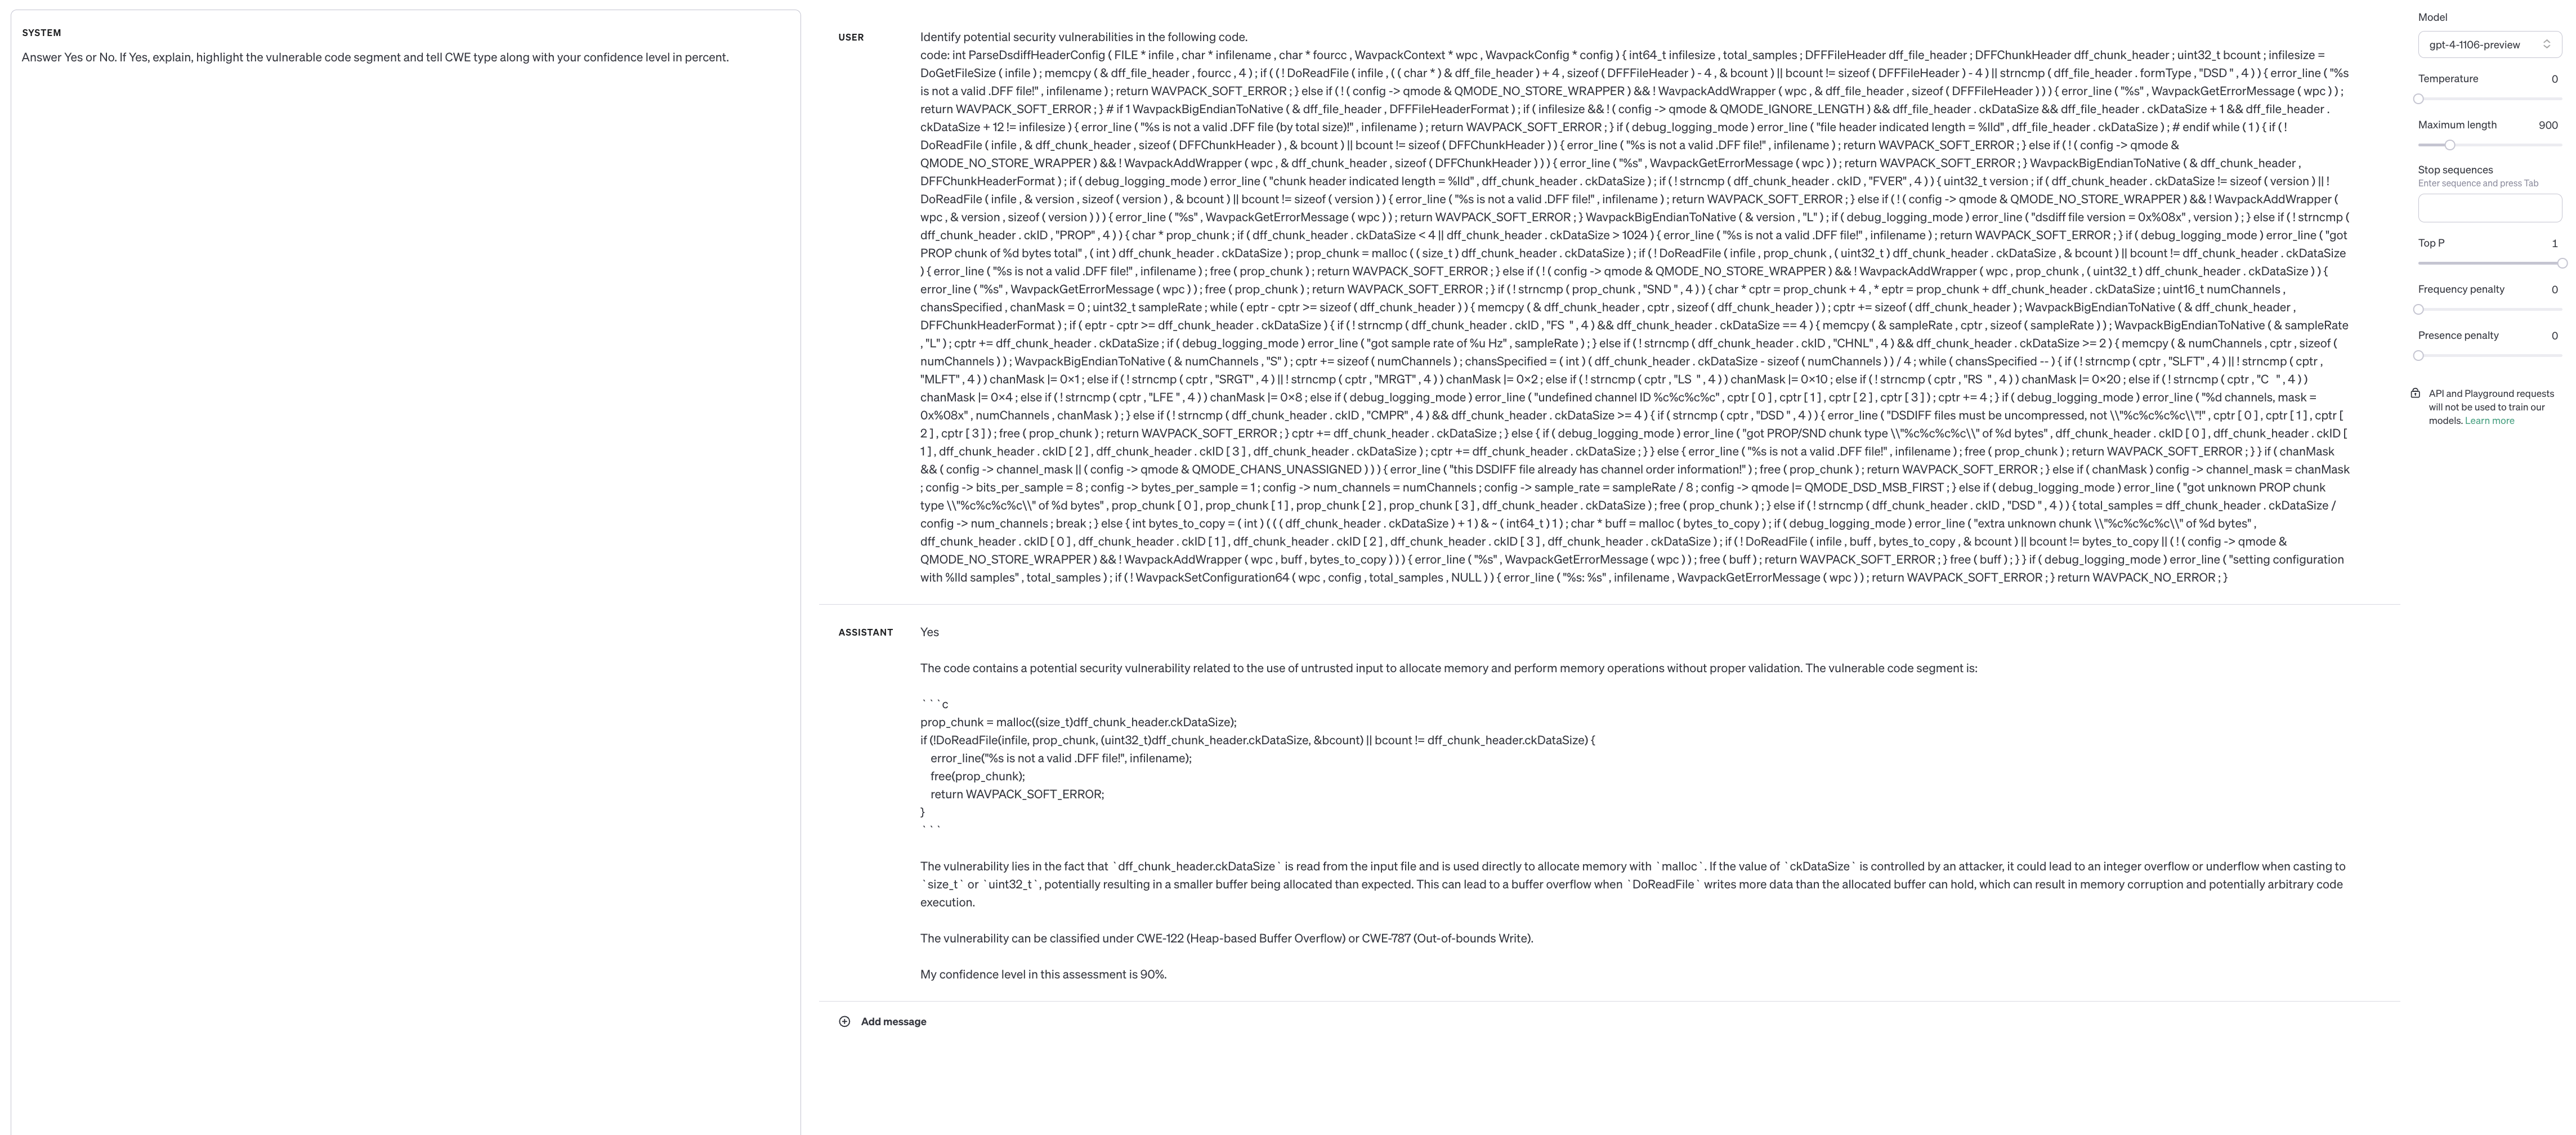 SYSTEM
Answer Yes or No. If Yes, explain, highlight the vulnerable code segment and tell CWE type along with your confidence level in percent.
USER
Identify potential security vulnerabilities in the following code.
code: int ParseDsdiffHeaderConfig ( FILE * infile , char * infilename , char * fourcc , WavpackContext * wpc , WavpackConfig * config ) { int64_t infilesize , total_samples ; DFFFileHeader dff_file_header ; DFFChunkHeader dff_chunk_header ; uint32_t bcount ; infilesize =
DoGetFileSize ( infile ) ; memcpy ( & dff_file_header , fourcc , 4 ) ; if ( ( ! DoReadFile ( infile , ( ( char * ) & dff_file_header ) + 4 , sizeof ( DFFFileHeader ) - 4 , & bcount ) || bcount != sizeof ( DFFFileHeader ) - 4 ) || strncmp ( dff_file_header . formType , "DSD " , 4 ) ) { error_line ( "%s
is not a valid .DFF file!" , infilename ) ; return WAVPACK_SOFT_ERROR ; } else if ( ! ( config -> qmode & QMODE_NO_STORE_WRAPPER ) && ! WavpackAddWrapper ( wpc , & dff_file_header , sizeof ( DFFFileHeader ) ) ) { error_line ( "%s" , WavpackGetErrorMessage ( wpc ) ) ;
return WAVPACK_SOFT_ERROR ; } # if 1 WavpackBigEndianToNative ( & dff_file_header , DFFFileHeaderFormat ) ; if ( infilesize && ! ( config -> qmode & QMODE_IGNORE_LENGTH ) && dff_file_header . ckDataSize && dff_file_header . ckDataSize + 1 && dff_file_header .
ckDataSize + 12 != infilesize ) { error_line ( "%s is not a valid .DFF file (by total size)!" , infilename ) ; return WAVPACK_SOFT_ERROR ; } if ( debug_logging_mode ) error_line ( "file header indicated length = %lld" , dff_file_header . ckDataSize ) ; # endif while ( 1 ) { if ( !
DoReadFile ( infile , & dff_chunk_header , sizeof ( DFFChunkHeader ) , & bcount ) || bcount != sizeof ( DFFChunkHeader ) ) { error_line ( "%s is not a valid .DFF file!" , infilename ) ; return WAVPACK_SOFT_ERROR ; } else if ( ! ( config -> qmode &
QMODE_NO_STORE_WRAPPER ) && ! WavpackAddWrapper ( wpc , & dff_chunk_header , sizeof ( DFFChunkHeader ) ) ) { error_line ( "%s" , WavpackGetErrorMessage ( wpc ) ) ; return WAVPACK_SOFT_ERROR ; } WavpackBigEndianToNative ( & dff_chunk_header ,
DFFChunkHeaderFormat ) ; if ( debug_logging_mode ) error_line ( "chunk header indicated length = %lld" , dff_chunk_header . ckDataSize ) ; if ( ! strncmp ( dff_chunk_header . ckID , "FVER" , 4 ) ) { uint32_t version ; if ( dff_chunk_header . ckDataSize != sizeof ( version ) || !
DoReadFile ( infile , & version , sizeof ( version ) , & bcount ) || bcount != sizeof ( version ) ) { error_line ( "%s is not a valid .DFF file!" , infilename ) ; return WAVPACK_SOFT_ERROR ; } else if ( ! ( config -> qmode & QMODE_NO_STORE_WRAPPER ) && ! WavpackAddWrapper (
wpc , & version , sizeof ( version ) ) ) { error_line ( "%s" , WavpackGetErrorMessage ( wpc ) ) ; return WAVPACK_SOFT_ERROR ; } WavpackBigEndianToNative ( & version , "L" ) ; if ( debug_logging_mode ) error_line ( "dsdiff file version = 0x%08x" , version ) ; } else if ( ! strncmp (
dff_chunk_header . ckID , "PROP" , 4 ) ) { char * prop_chunk ; if ( dff_chunk_header . ckDataSize < 4 || dff_chunk_header . ckDataSize > 1024 ) { error_line ( "%s is not a valid .DFF file!" , infilename ) ; return WAVPACK_SOFT_ERROR ; } if ( debug_logging_mode ) error_line ( "got
PROP chunk of %d bytes total" , ( int ) dff_chunk_header . ckDataSize ) ; prop_chunk = malloc ( ( size_t ) dff_chunk_header . ckDataSize ) ; if ( ! DoReadFile ( infile , prop_chunk , ( uint32_t ) dff_chunk_header . ckDataSize , & bcount ) || bcount != dff_chunk_header . ckDataSize
) { error_line ( "%s is not a valid .DFF file!" , infilename ) ; free ( prop_chunk ) ; return WAVPACK_SOFT_ERROR ; } else if ( ! ( config -> qmode & QMODE_NO_STORE_WRAPPER ) && ! WavpackAddWrapper ( wpc , prop_chunk , ( uint32_t ) dff_chunk_header . ckDataSize ) ) {
error_line ( "%s" , WavpackGetErrorMessage ( wpc ) ) ; free ( prop_chunk ) ; return WAVPACK_SOFT_ERROR ; } if ( ! strncmp ( prop_chunk , "SND " , 4 ) ) { char * cptr = prop_chunk + 4 , * eptr = prop_chunk + dff_chunk_header . ckDataSize ; uint16_t numChannels ,
chansSpecified , chanMask = 0 ; uint32_t sampleRate ; while ( eptr - cptr >= sizeof ( dff_chunk_header ) ) { memcpy ( & dff_chunk_header , cptr , sizeof ( dff_chunk_header ) ) ; cptr += sizeof ( dff_chunk_header ) ; WavpackBigEndianToNative ( & dff_chunk_header ,
DFFChunkHeaderFormat ) ; if ( eptr - cptr >= dff_chunk_header . ckDataSize ) { if ( ! strncmp ( dff_chunk_header . ckID , "FS  " , 4 ) && dff_chunk_header . ckDataSize == 4 ) { memcpy ( & sampleRate , cptr , sizeof ( sampleRate ) ) ; WavpackBigEndianToNative ( & sampleRate
, "L" ) ; cptr += dff_chunk_header . ckDataSize ; if ( debug_logging_mode ) error_line ( "got sample rate of %u Hz" , sampleRate ) ; } else if ( ! strncmp ( dff_chunk_header . ckID , "CHNL" , 4 ) && dff_chunk_header . ckDataSize >= 2 ) { memcpy ( & numChannels , cptr , sizeof (
numChannels ) ) ; WavpackBigEndianToNative ( & numChannels , "S" ) ; cptr += sizeof ( numChannels ) ; chansSpecified = ( int ) ( dff_chunk_header . ckDataSize - sizeof ( numChannels ) ) / 4 ; while ( chansSpecified -- ) { if ( ! strncmp ( cptr , "SLFT" , 4 ) || ! strncmp ( cptr ,
"MLFT" , 4 ) ) chanMask |= 0x1 ; else if ( ! strncmp ( cptr , "SRGT" , 4 ) || ! strncmp ( cptr , "MRGT" , 4 ) ) chanMask |= 0x2 ; else if ( ! strncmp ( cptr , "LS  " , 4 ) ) chanMask |= 0x10 ; else if ( ! strncmp ( cptr , "RS  " , 4 ) ) chanMask |= 0x20 ; else if ( ! strncmp ( cptr , "C   " , 4 ) )
chanMask |= 0x4 ; else if ( ! strncmp ( cptr , "LFE " , 4 ) ) chanMask |= 0x8 ; else if ( debug_logging_mode ) error_line ( "undefined channel ID %c%c%c%c" , cptr [ 0 ] , cptr [ 1 ] , cptr [ 2 ] , cptr [ 3 ] ) ; cptr += 4 ; } if ( debug_logging_mode ) error_line ( "%d channels, mask =
0x%08x" , numChannels , chanMask ) ; } else if ( ! strncmp ( dff_chunk_header . ckID , "CMPR" , 4 ) && dff_chunk_header . ckDataSize >= 4 ) { if ( strncmp ( cptr , "DSD " , 4 ) ) { error_line ( "DSDIFF files must be uncompressed, not \\"%c%c%c%c\\"!" , cptr [ 0 ] , cptr [ 1 ] , cptr [
2 ] , cptr [ 3 ] ) ; free ( prop_chunk ) ; return WAVPACK_SOFT_ERROR ; } cptr += dff_chunk_header . ckDataSize ; } else { if ( debug_logging_mode ) error_line ( "got PROP/SND chunk type \\"%c%c%c%c\\" of %d bytes" , dff_chunk_header . ckID [ 0 ] , dff_chunk_header . ckID [
1 ] , dff_chunk_header . ckID [ 2 ] , dff_chunk_header . ckID [ 3 ] , dff_chunk_header . ckDataSize ) ; cptr += dff_chunk_header . ckDataSize ; } } else { error_line ( "%s is not a valid .DFF file!" , infilename ) ; free ( prop_chunk ) ; return WAVPACK_SOFT_ERROR ; } } if ( chanMask
&& ( config -> channel_mask || ( config -> qmode & QMODE_CHANS_UNASSIGNED ) ) ) { error_line ( "this DSDIFF file already has channel order information!" ) ; free ( prop_chunk ) ; return WAVPACK_SOFT_ERROR ; } else if ( chanMask ) config -> channel_mask = chanMask
; config -> bits_per_sample = 8 ; config -> bytes_per_sample = 1 ; config -> num_channels = numChannels ; config -> sample_rate = sampleRate / 8 ; config -> qmode |= QMODE_DSD_MSB_FIRST ; } else if ( debug_logging_mode ) error_line ( "got unknown PROP chunk
type \\"%c%c%c%c\\" of %d bytes" , prop_chunk [ 0 ] , prop_chunk [ 1 ] , prop_chunk [ 2 ] , prop_chunk [ 3 ] , dff_chunk_header . ckDataSize ) ; free ( prop_chunk ) ; } else if ( ! strncmp ( dff_chunk_header . ckID , "DSD " , 4 ) ) { total_samples = dff_chunk_header . ckDataSize /
config -> num_channels ; break ; } else { int bytes_to_copy = ( int ) ( ( ( dff_chunk_header . ckDataSize ) + 1 ) & ~ ( int64_t ) 1 ) ; char * buff = malloc ( bytes_to_copy ) ; if ( debug_logging_mode ) error_line ( "extra unknown chunk \\"%c%c%c%c\\" of %d bytes" ,
dff_chunk_header . ckID [ 0 ] , dff_chunk_header . ckID [ 1 ] , dff_chunk_header . ckID [ 2 ] , dff_chunk_header . ckID [ 3 ] , dff_chunk_header . ckDataSize ) ; if ( ! DoReadFile ( infile , buff , bytes_to_copy , & bcount ) || bcount != bytes_to_copy || ( ! ( config -> qmode &
QMODE_NO_STORE_WRAPPER ) && ! WavpackAddWrapper ( wpc , buff , bytes_to_copy ) ) ) { error_line ( "%s" , WavpackGetErrorMessage ( wpc ) ) ; free ( buff ) ; return WAVPACK_SOFT_ERROR ; } free ( buff ) ; } } if ( debug_logging_mode ) error_line ( "setting configuration
with %lld samples" , total_samples ) ; if ( ! WavpackSetConfiguration64 ( wpc , config , total_samples , NULL ) ) { error_line ( "%s: %s" , infilename , WavpackGetErrorMessage ( wpc ) ) ; return WAVPACK_SOFT_ERROR ; } return WAVPACK_NO_ERROR ; }
ASSISTANT
Yes
The code contains a potential security vulnerability related to the use of untrusted input to allocate memory and perform memory operations without proper validation. The vulnerable code segment is:
```c
prop_chunk = malloc((size_t)dff_chunk_header.ckDataSize);
if (!DoReadFile(infile, prop_chunk, (uint32_t)dff_chunk_header.ckDataSize, &bcount) || bcount != dff_chunk_header.ckDataSize) {
error_line("%s is not a valid .DFF file!", infilename);
free(prop_chunk);
return WAVPACK_SOFT_ERROR;
}
```
The vulnerability lies in the fact that `dff_chunk_header.ckDataSize` is read from the input file and is used directly to allocate memory with `malloc`. If the value of `ckDataSize` is controlled by an attacker, it could lead to an integer overflow or underflow when casting to
`size_t` or `uint32_t`, potentially resulting in a smaller buffer being allocated than expected. This can lead to a buffer overflow when `DoReadFile` writes more data than the allocated buffer can hold, which can result in memory corruption and potentially arbitrary code
execution.
The vulnerability can be classified under CWE-122 (Heap-based Buffer Overflow) or CWE-787 (Out-of-bounds Write).
My confidence level in this assessment is 90%.
Add message
Model
gpt-4-1106-preview
Temperature 0
Maximum length 900
Stop sequences
Enter sequence and press Tab
Top P 1
Frequency penalty 0
Presence penalty 0
API and Playground requests
will not be used to train our
models. Learn more